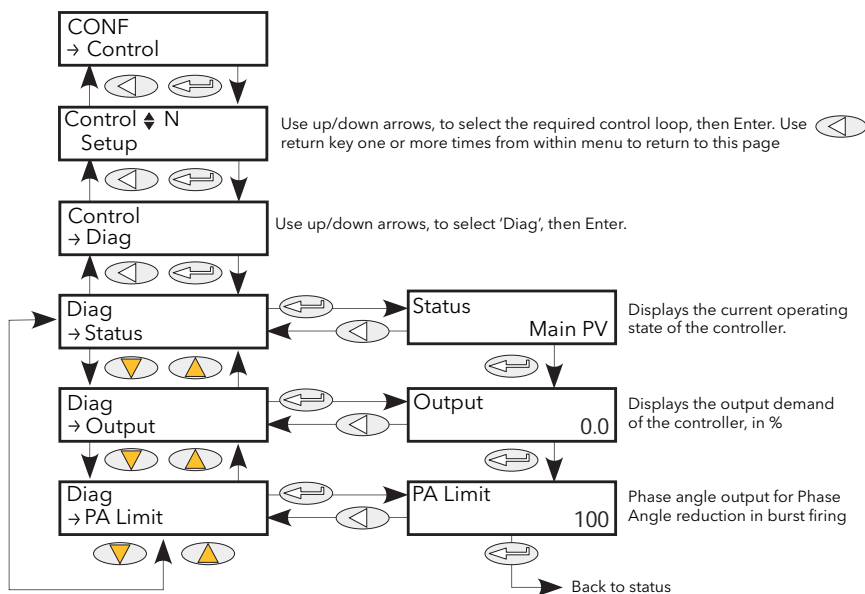 CONF
→ Control
Control N
Setup
Use up/down arrows, to select the required control loop, then Enter. Use
return key one or more times from within menu to return to this page
Control
→ Diag
Use up/down arrows, to select ‘Diag’, then Enter.
Diag
→ Status
Status
Main PV
Displays the current operating
state of the controller.
Diag
→ Output
Output
0.0
Displays the output demand
of the controller, in %
Diag
→ PA Limit
PA Limit
100
Phase angle output for Phase
Angle reduction in burst firing
Back to status